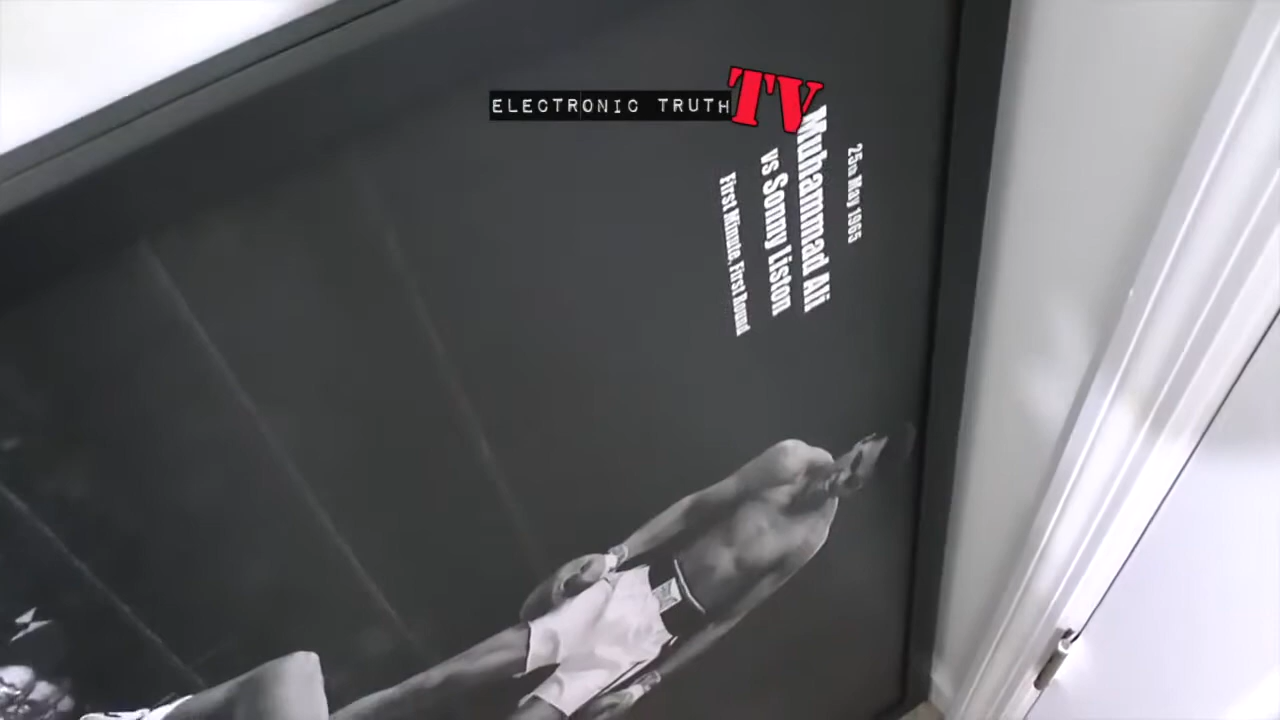 ELECTRONIC TRUTH TV
25th May 1965
Muhammad Ali
vs Sonny Liston
First Minute, First Round